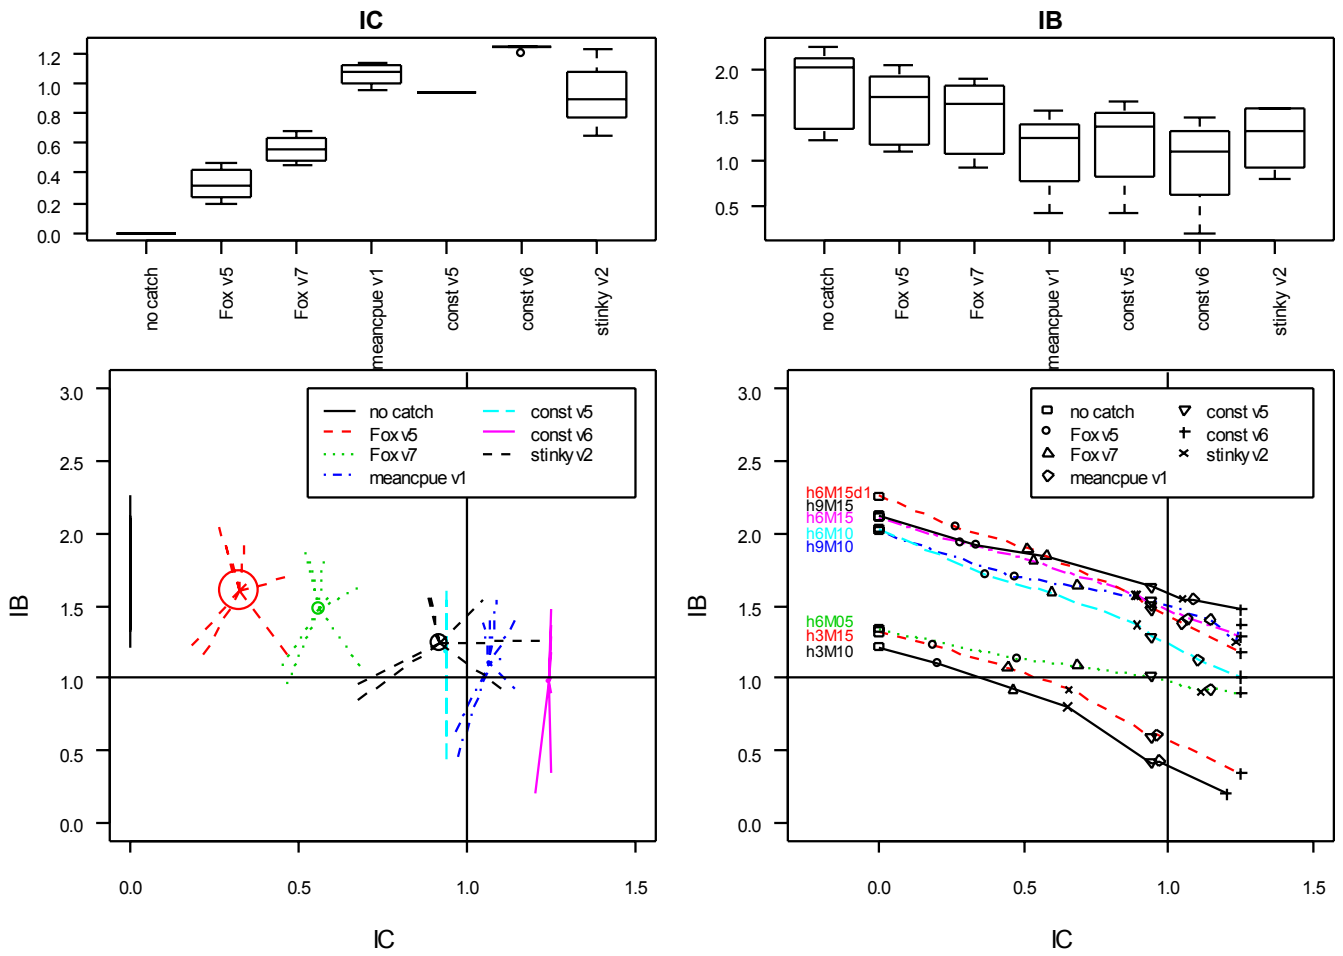 IC
1.2
1.0
0.8
0.6
0.4
0.2
0.0
no catch
Fox v5
Fox v7
meancpue v1
const v5
const v6
stinky v2
IB
2.0
1.5
1.0
0.5
no catch
Fox v5
Fox v7
meancpue v1
const v5
const v6
stinky v2
IB
3.0
2.5
2.0
1.5
1.0
0.5
0.0
no catch
Fox v5
Fox v7
meancpue v1
const v5
const v6
stinky v2
0.0 0.5 1.0 1.5
IC
IB
3.0
2.5
2.0
1.5
1.0
0.5
0.0
no catch
Fox v5
Fox v7
meancpue v1
const v5
const v6
stinky v2
h6M15d1
h9M15
h6M15
h6M10
h9M10
h6M05
h3M15
h3M10
0.0 0.5 1.0 1.5
IC